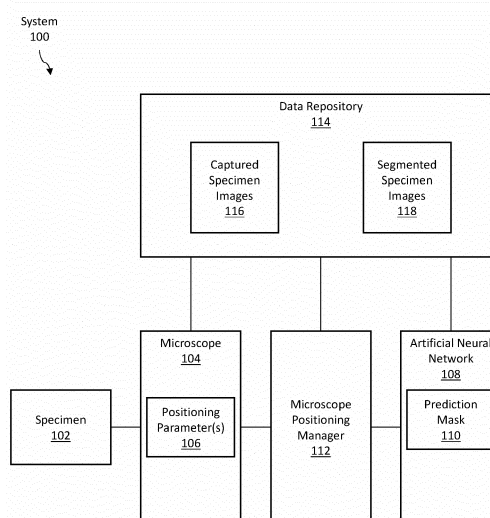 System
100
Data Repository
114
Captured
Specimen
Images
116
Segmented
Specimen
Images
118
Microscope
104
Artificial Neural
Network
108
Specimen
102
Positioning
Parameter(s)
106
Microscope
Positioning
Manager
112
Prediction
Mask
110